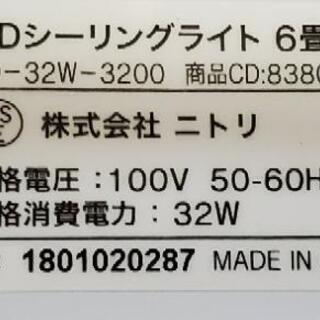 Dシーリングライト 6畳
-32W-3200 商品CD:8380
株式会社 ニトリ
格電圧:100V 50-60H
格消費電力:32W
1801020287 MADE IN